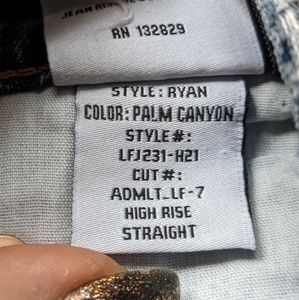 RN 132829
STYLE: RYAN
COLOR: PALM CANYON
STYLE#:
LFJ231-H21
CUT #:
ADMLT_LF-7
HIGH RISE
STRAIGHT